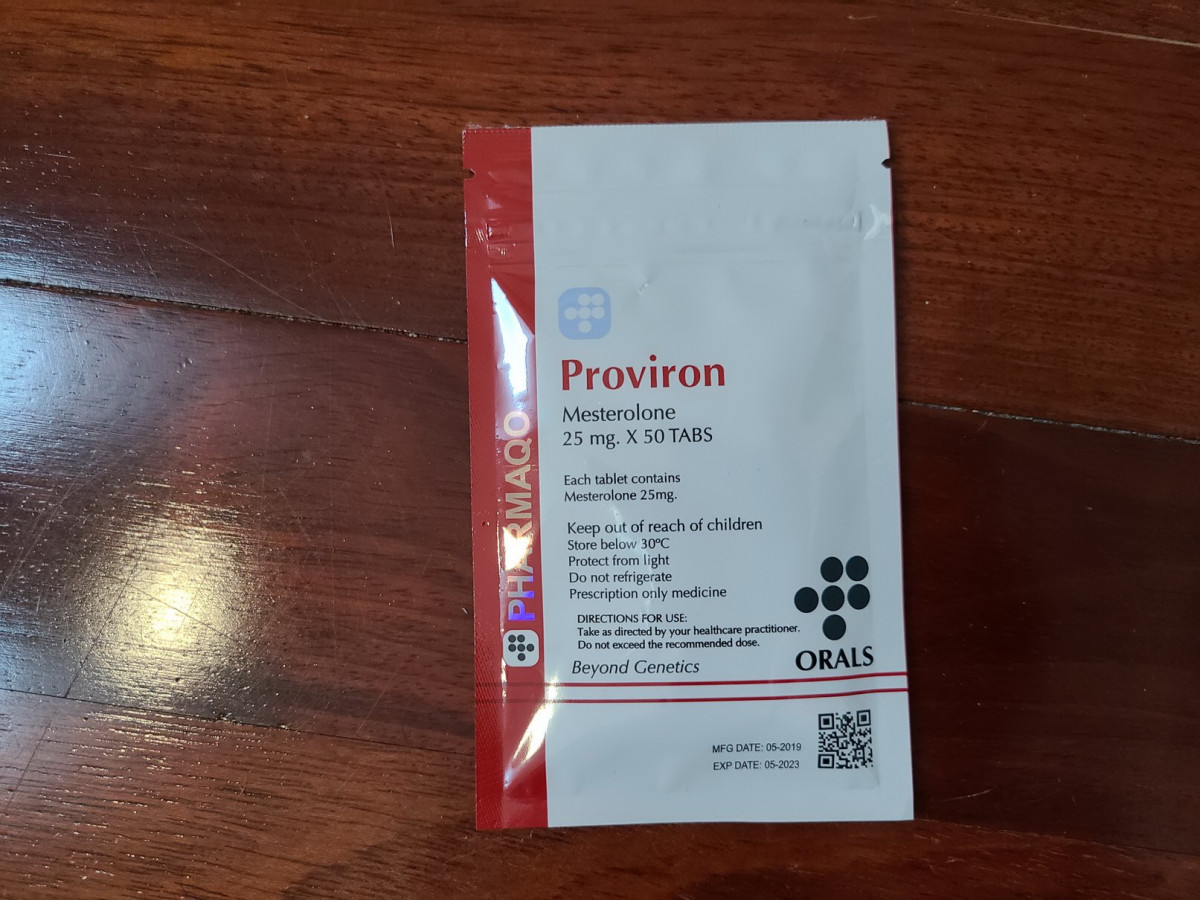 PHARMAQO
Proviron
Mesterolone
25 mg. X 50 TABS
Each tablet contains
Mesterolone 25mg.
Keep out of reach of children
Store below 30ºC
Protect from light
Do not refrigerate
Prescription only medicine
DIRECTIONS FOR USE:
Take as directed by your healthcare practitioner.
Do not exceed the recommended dose.
Beyond Genetics
ORALS
MFG DATE: 05-2019
EXP DATE: 05-2023